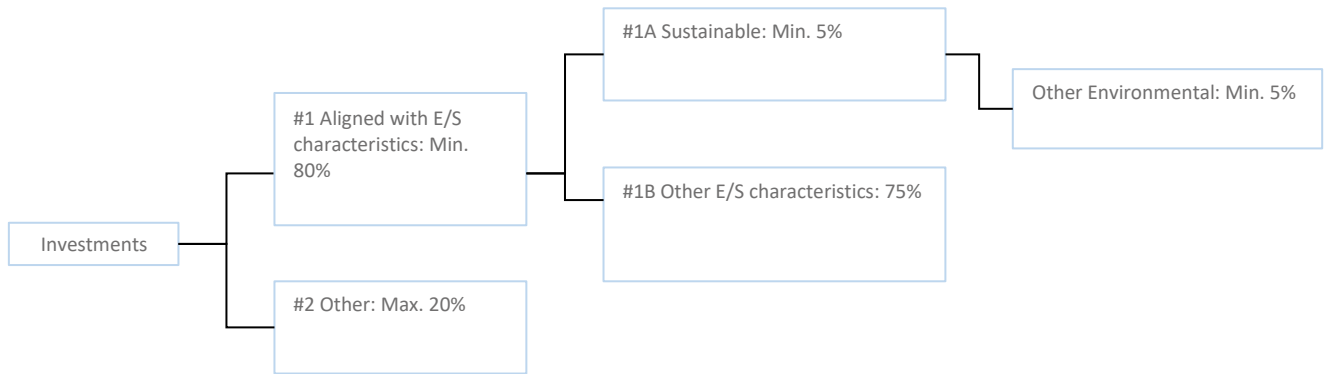 #1A Sustainable: Min. 5%
Other Environmental: Min. 5%
#1 Aligned with E/S
characteristics: Min.
80%
#1B Other E/S characteristics: 75%
Investments
#2 Other: Max. 20%